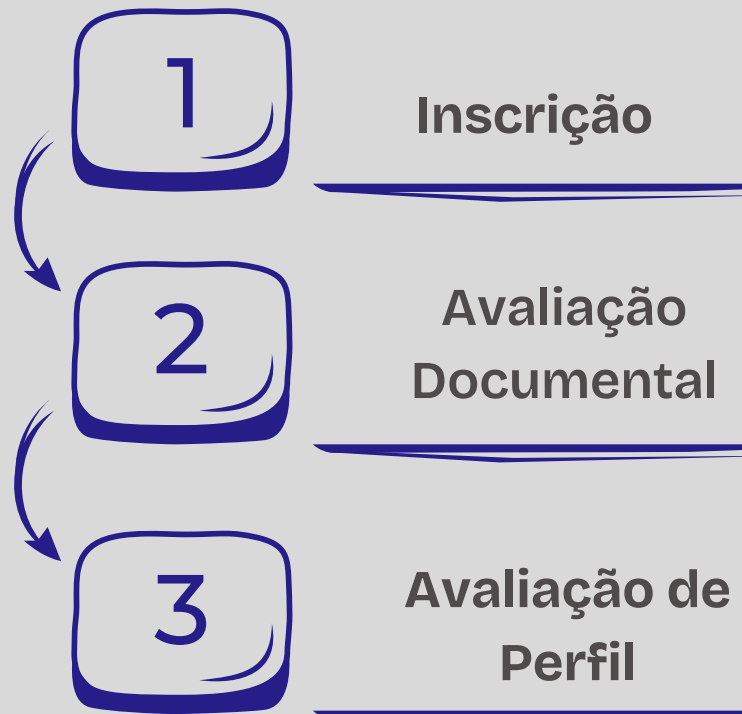 1
Inscrição
2
Avaliação
Documental
3
Avaliação de
Perfil